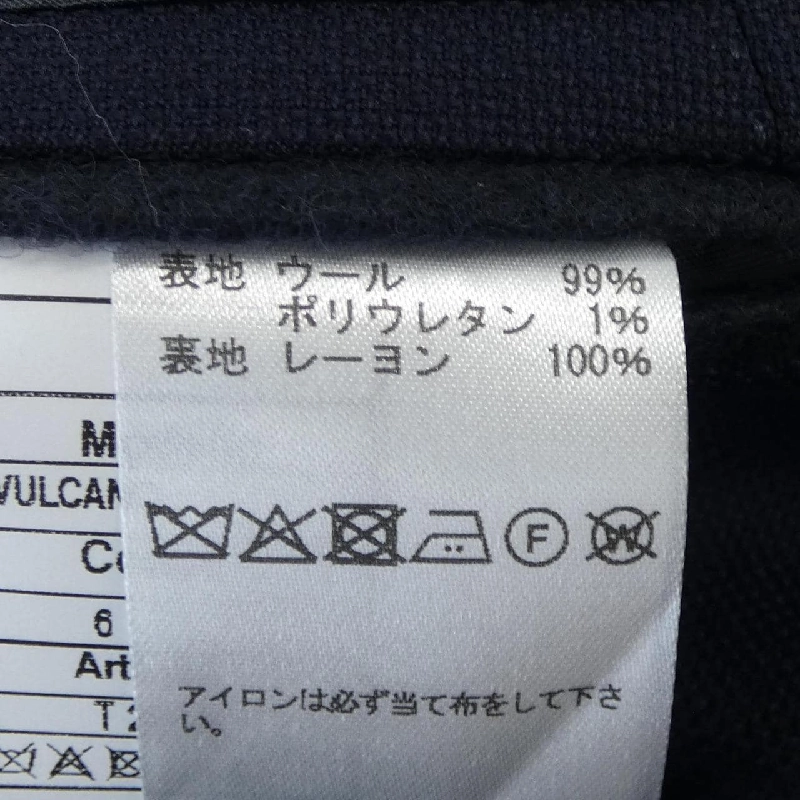 表地 ウール 99%
ポリウレタン 1%
裏地 レーヨン 100%
F
W
アイロンは必ず当て布をして下さ
い。
M
VULCAN
Co
6
Art
T 2